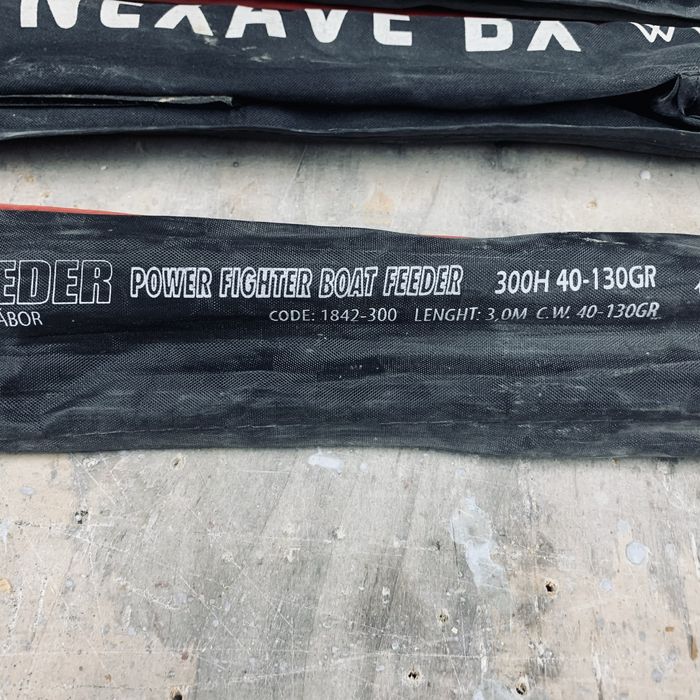 NEXAVE BX
EDER POWER FIGHTER BOAT FEEDER 300H 40-130GR
ÁBOR CODE: 1842-300 LENGHT: 3,0M C.W. 40-130GR